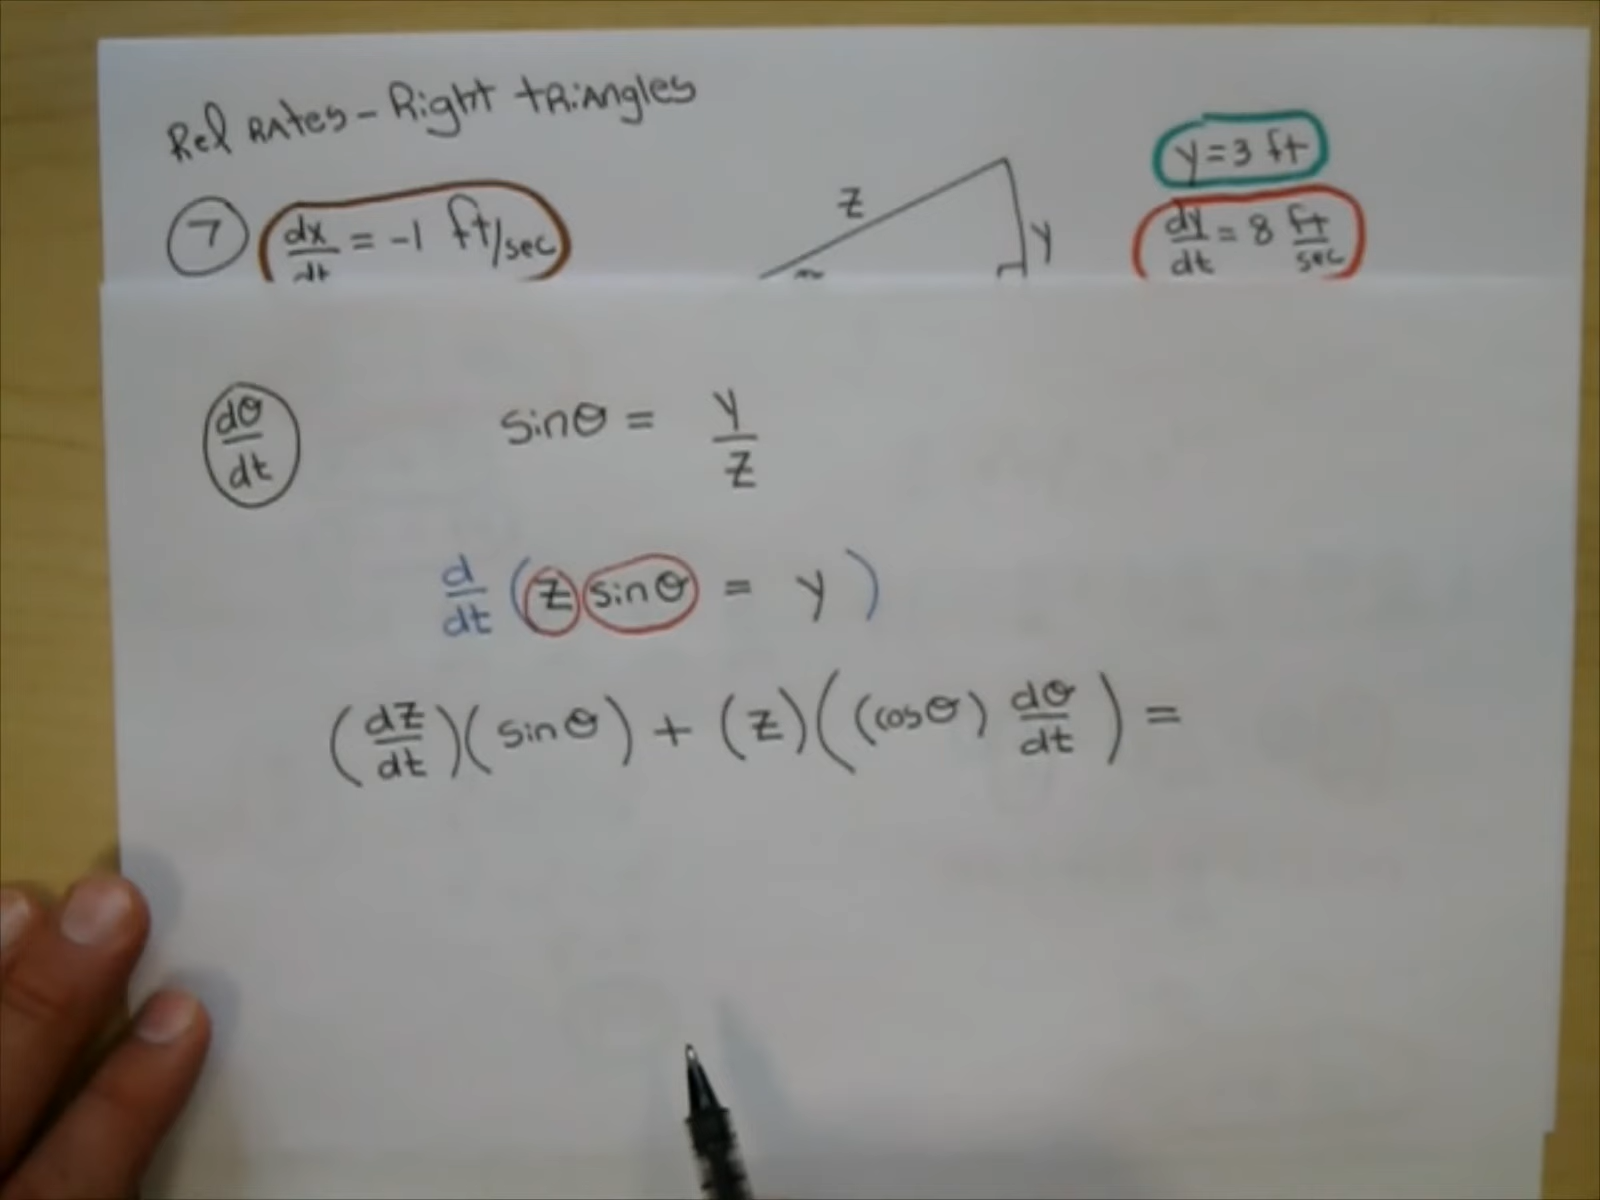 Rel Rates - Right triangles
y = 3 ft
7 dx/dt = -1 ft/sec
z
y
dy/dt = 8 ft/sec
dθ/dt
sinθ = y/z
d/dt (z sinθ = y)
(dz/dt)(sinθ) + (z)((cosθ) dθ/dt) =